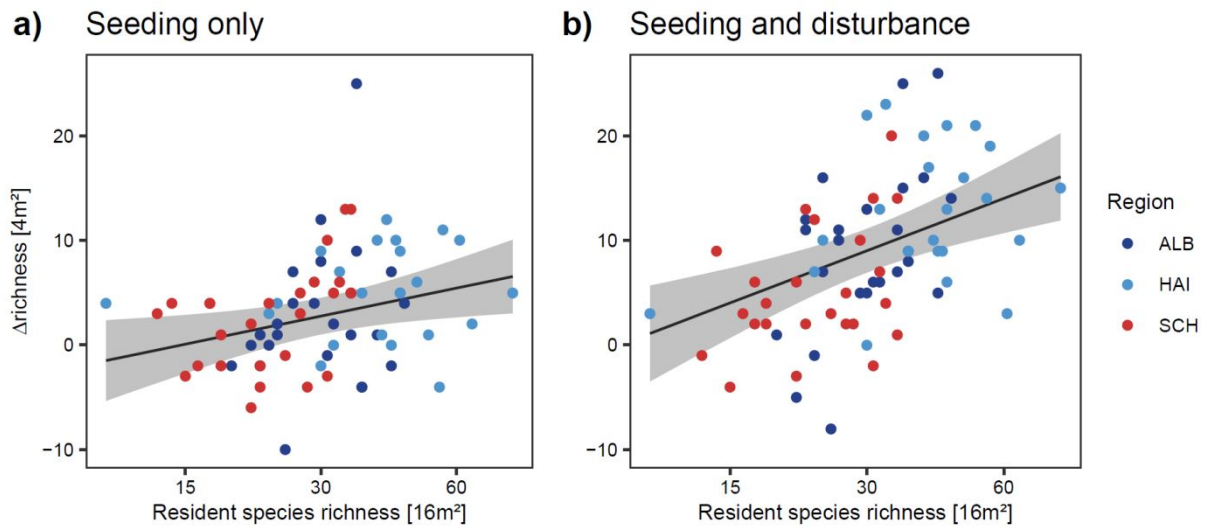 a) Seeding only
b) Seeding and disturbance
Δrichness [4m²]
20
10
0
−10
15
30
60
Resident species richness [16m²]
20
10
0
−10
15
30
60
Resident species richness [16m²]
Region
ALB
HAI
SCH